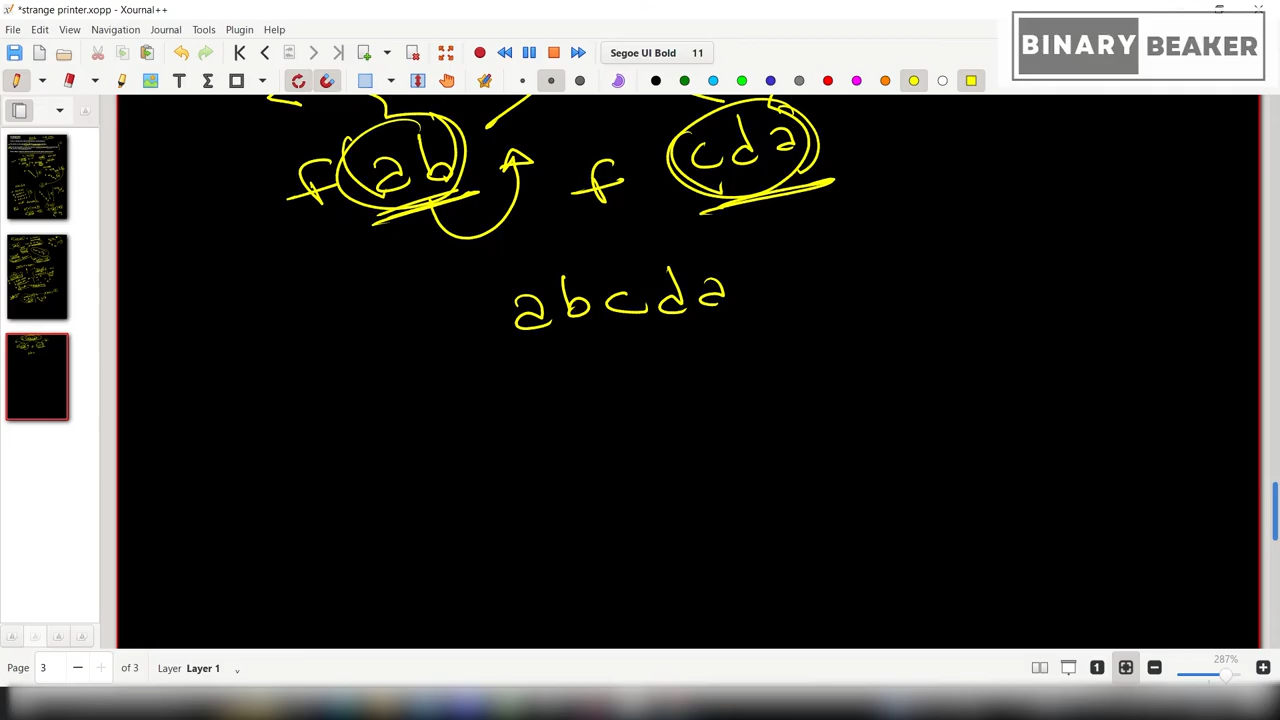 *strange printer.xopp - Xournal++
File Edit View Navigation Journal Tools Plugin Help
BINARY BEAKER
Segoe UI Bold 11
f ab f cda
abcda
Page 3 of 3 Layer Layer 1 287%